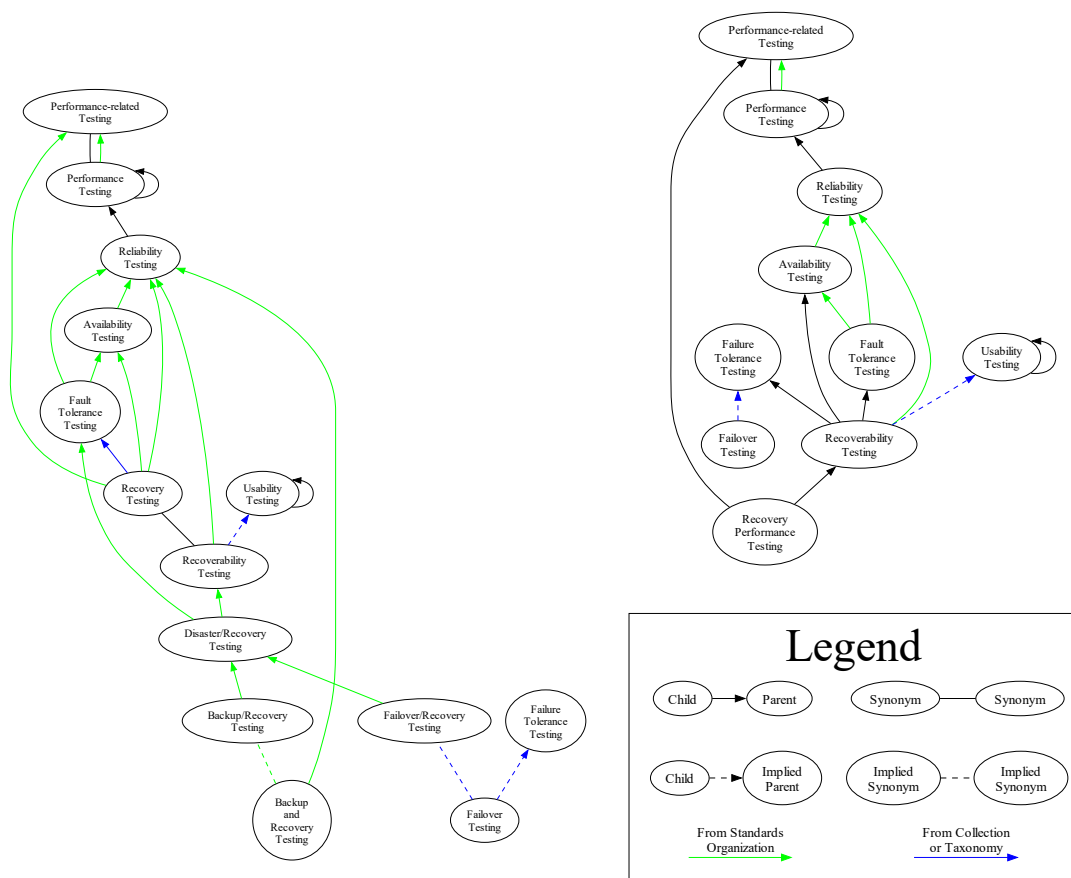 Performance-related
Testing
Performance
Testing
Reliability
Testing
Availability
Testing
Fault
Tolerance
Testing
Recovery
Testing
Usability
Testing
Recoverability
Testing
Disaster/Recovery
Testing
Backup/Recovery
Testing
Failover/Recovery
Testing
Failure
Tolerance
Testing
Backup
and
Recovery
Testing
Failover
Testing
Performance-related
Testing
Performance
Testing
Reliability
Testing
Availability
Testing
Failure
Tolerance
Testing
Fault
Tolerance
Testing
Usability
Testing
Failover
Testing
Recoverability
Testing
Recovery
Performance
Testing
Legend
Child
Parent
Synonym
Synonym
Child
Implied
Parent
Implied
Synonym
Implied
Synonym
From Standards
Organization
From Collection
or Taxonomy